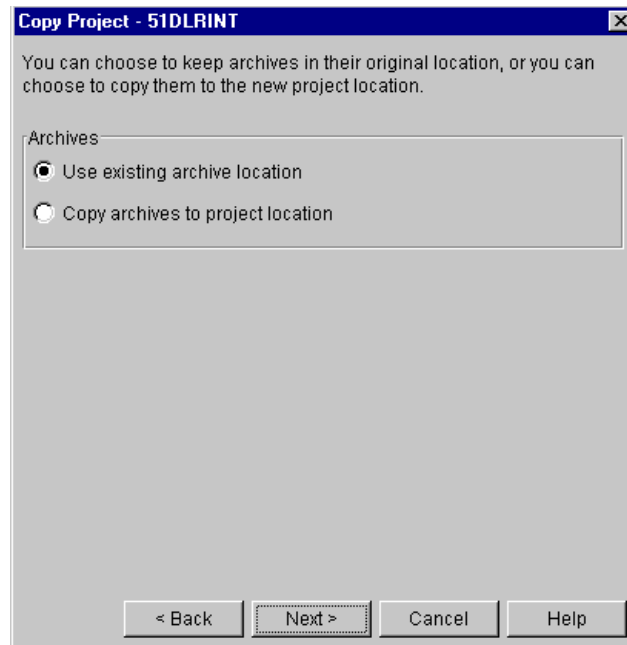 Copy Project - 51DLRINT
You can choose to keep archives in their original location, or you can
choose to copy them to the new project location.
Archives
Use existing archive location
Copy archives to project location
< Back Next > Cancel Help